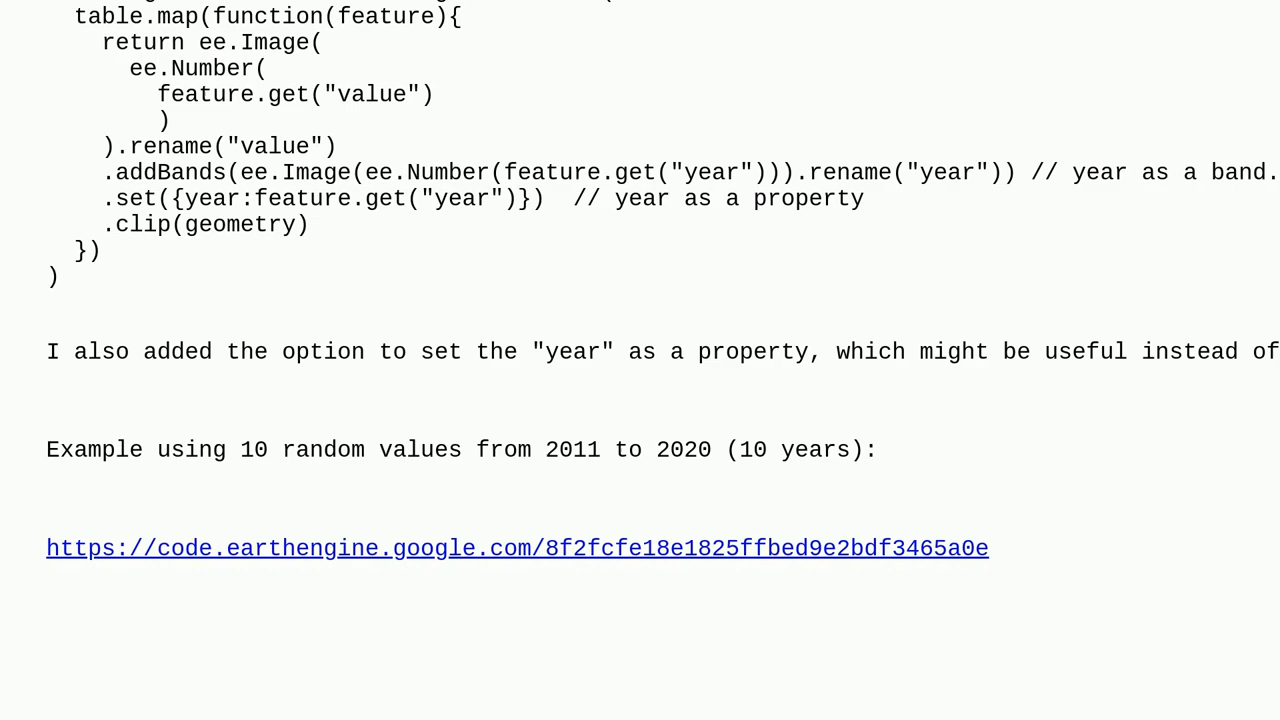 table.map(function(feature){
return ee.Image(
ee.Number(
feature.get("value")
)
).rename("value")
.addBands(ee.Image(ee.Number(feature.get("year"))).rename("year")) // year as a band.
.set({year:feature.get("year")})  // year as a property
.clip(geometry)
})
)
I also added the option to set the "year" as a property, which might be useful instead of
Example using 10 random values from 2011 to 2020 (10 years):
https://code.earthengine.google.com/8f2fcfe18e1825ffbed9e2bdf3465a0e